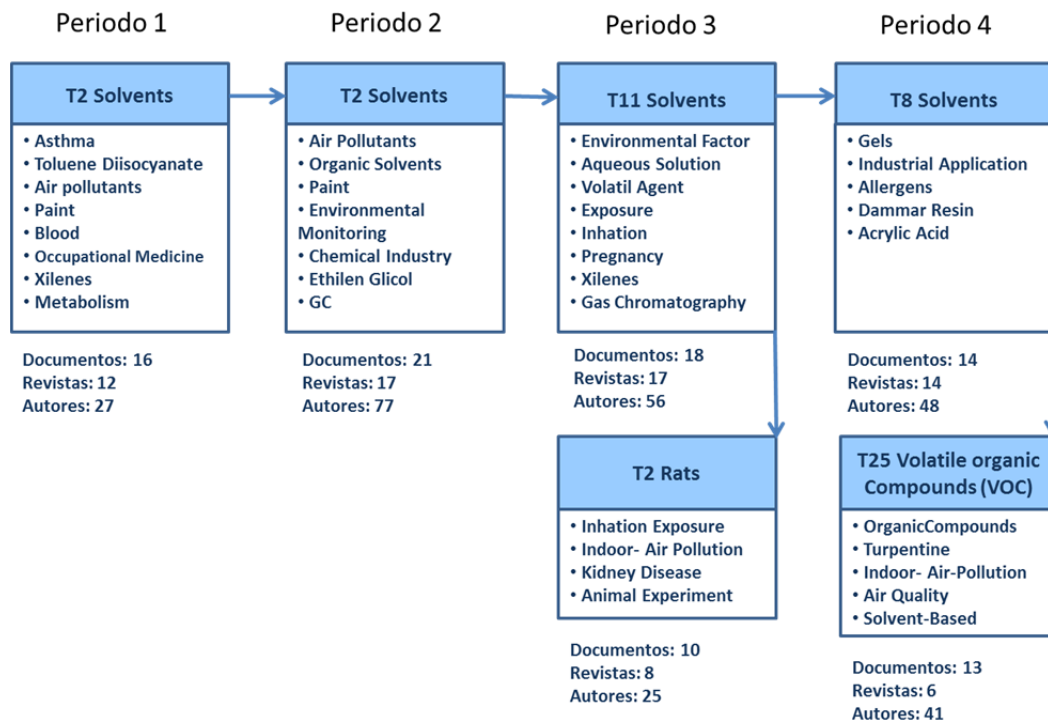 Periodo 1
Periodo 2
Periodo 3
Periodo 4
T2 Solvents
• Asthma
• Toluene Diisocyanate
• Air pollutants
• Paint
• Blood
• Occupational Medicine
• Xilenes
• Metabolism
Documentos: 16
Revistas: 12
Autores: 27
T2 Solvents
• Air Pollutants
• Organic Solvents
• Paint
• Environmental
Monitoring
• Chemical Industry
• Ethilen Glicol
• GC
Documentos: 21
Revistas: 17
Autores: 77
T11 Solvents
• Environmental Factor
• Aqueous Solution
• Volatil Agent
• Exposure
• Inhation
• Pregnancy
• Xilenes
• Gas Chromatography
Documentos: 18
Revistas: 17
Autores: 56
T2 Rats
• Inhation Exposure
• Indoor- Air Pollution
• Kidney Disease
• Animal Experiment
Documentos: 10
Revistas: 8
Autores: 25
T8 Solvents
• Gels
• Industrial Application
• Allergens
• Dammar Resin
• Acrylic Acid
Documentos: 14
Revistas: 14
Autores: 48
T25 Volatile organic
Compounds (VOC)
• OrganicCompounds
• Turpentine
• Indoor- Air-Pollution
• Air Quality
• Solvent-Based
Documentos: 13
Revistas: 6
Autores: 41